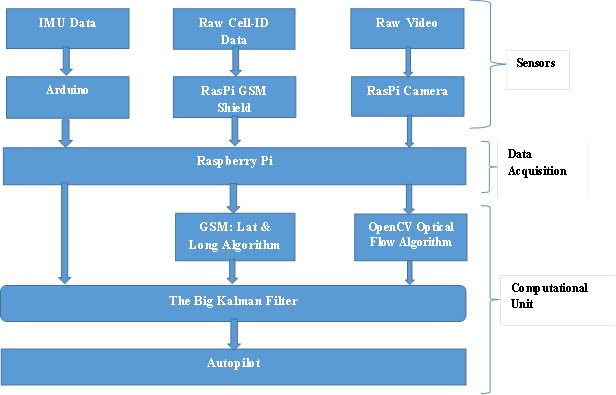 IMU Data
Raw Cell-ID
Data
Raw Video
Sensors
Arduino
RasPi GSM
Shield
RasPi Camera
Raspberry Pi
Data
Acquisition
GSM: Lat &
Long Algorithm
OpenCV Optical
Flow Algorithm
Computational
Unit
The Big Kalman Filter
Autopilot